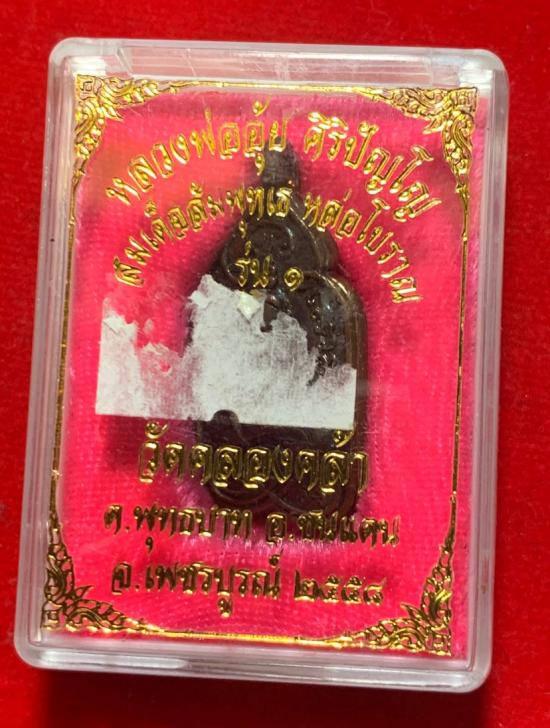 หลวงพ่ออุ้ย ศิริปัญโญ
สมเด็จสัมพุทเธ่ หล่อโบราณ
รุ่น ๑
วัดคลองคล้า
ต.พุทธบาท อ.ชนแดน
จ.เพชรบูรณ์ ๒๕๕๘